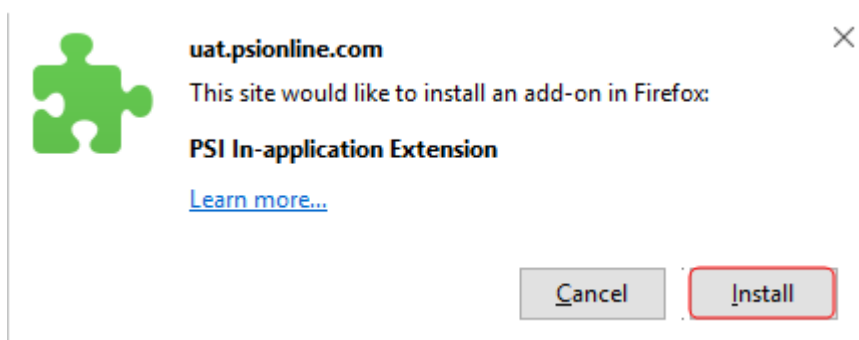 uat.psionline.com
This site would like to install an add-on in Firefox:
PSI In-application Extension
Learn more...
Cancel
Install